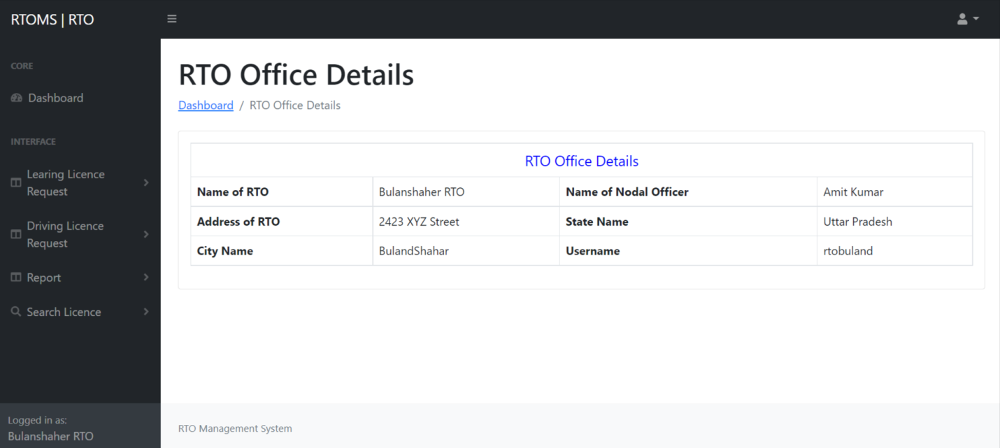 RTOMS | RTO
CORE
Dashboard
INTERFACE
Learing Licence
Request
Driving Licence
Request
Report
Search Licence
Logged in as:
Bulanshaher RTO
RTO Office Details
Dashboard / RTO Office Details
RTO Office Details
Name of RTO Bulanshaher RTO Name of Nodal Officer Amit Kumar
Address of RTO 2423 XYZ Street State Name Uttar Pradesh
City Name BulandShahar Username rtobuland
RTO Management System